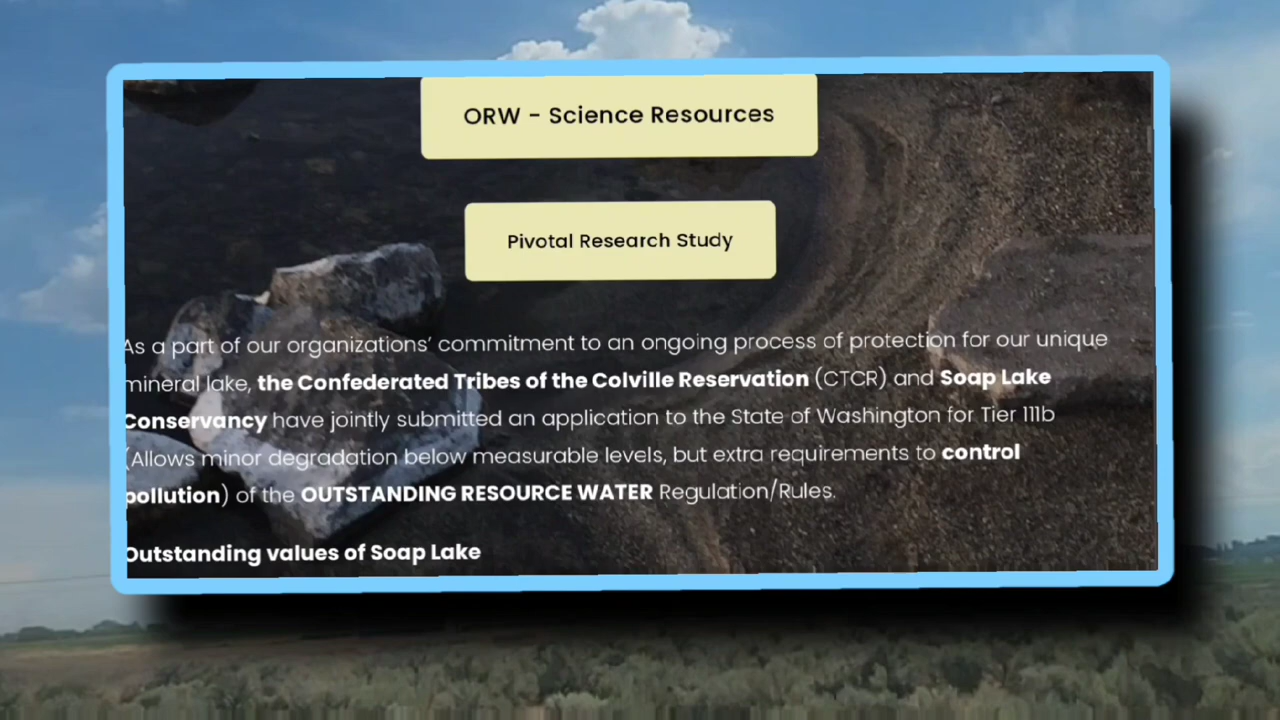 ORW - Science Resources
Pivotal Research Study
As a part of our organizations’ commitment to an ongoing process of protection for our unique
mineral lake, the Confederated Tribes of the Colville Reservation (CTCR) and Soap Lake
Conservancy have jointly submitted an application to the State of Washington for Tier 111b
(Allows minor degradation below measurable levels, but extra requirements to control
pollution) of the OUTSTANDING RESOURCE WATER Regulation/Rules.
Outstanding values of Soap Lake